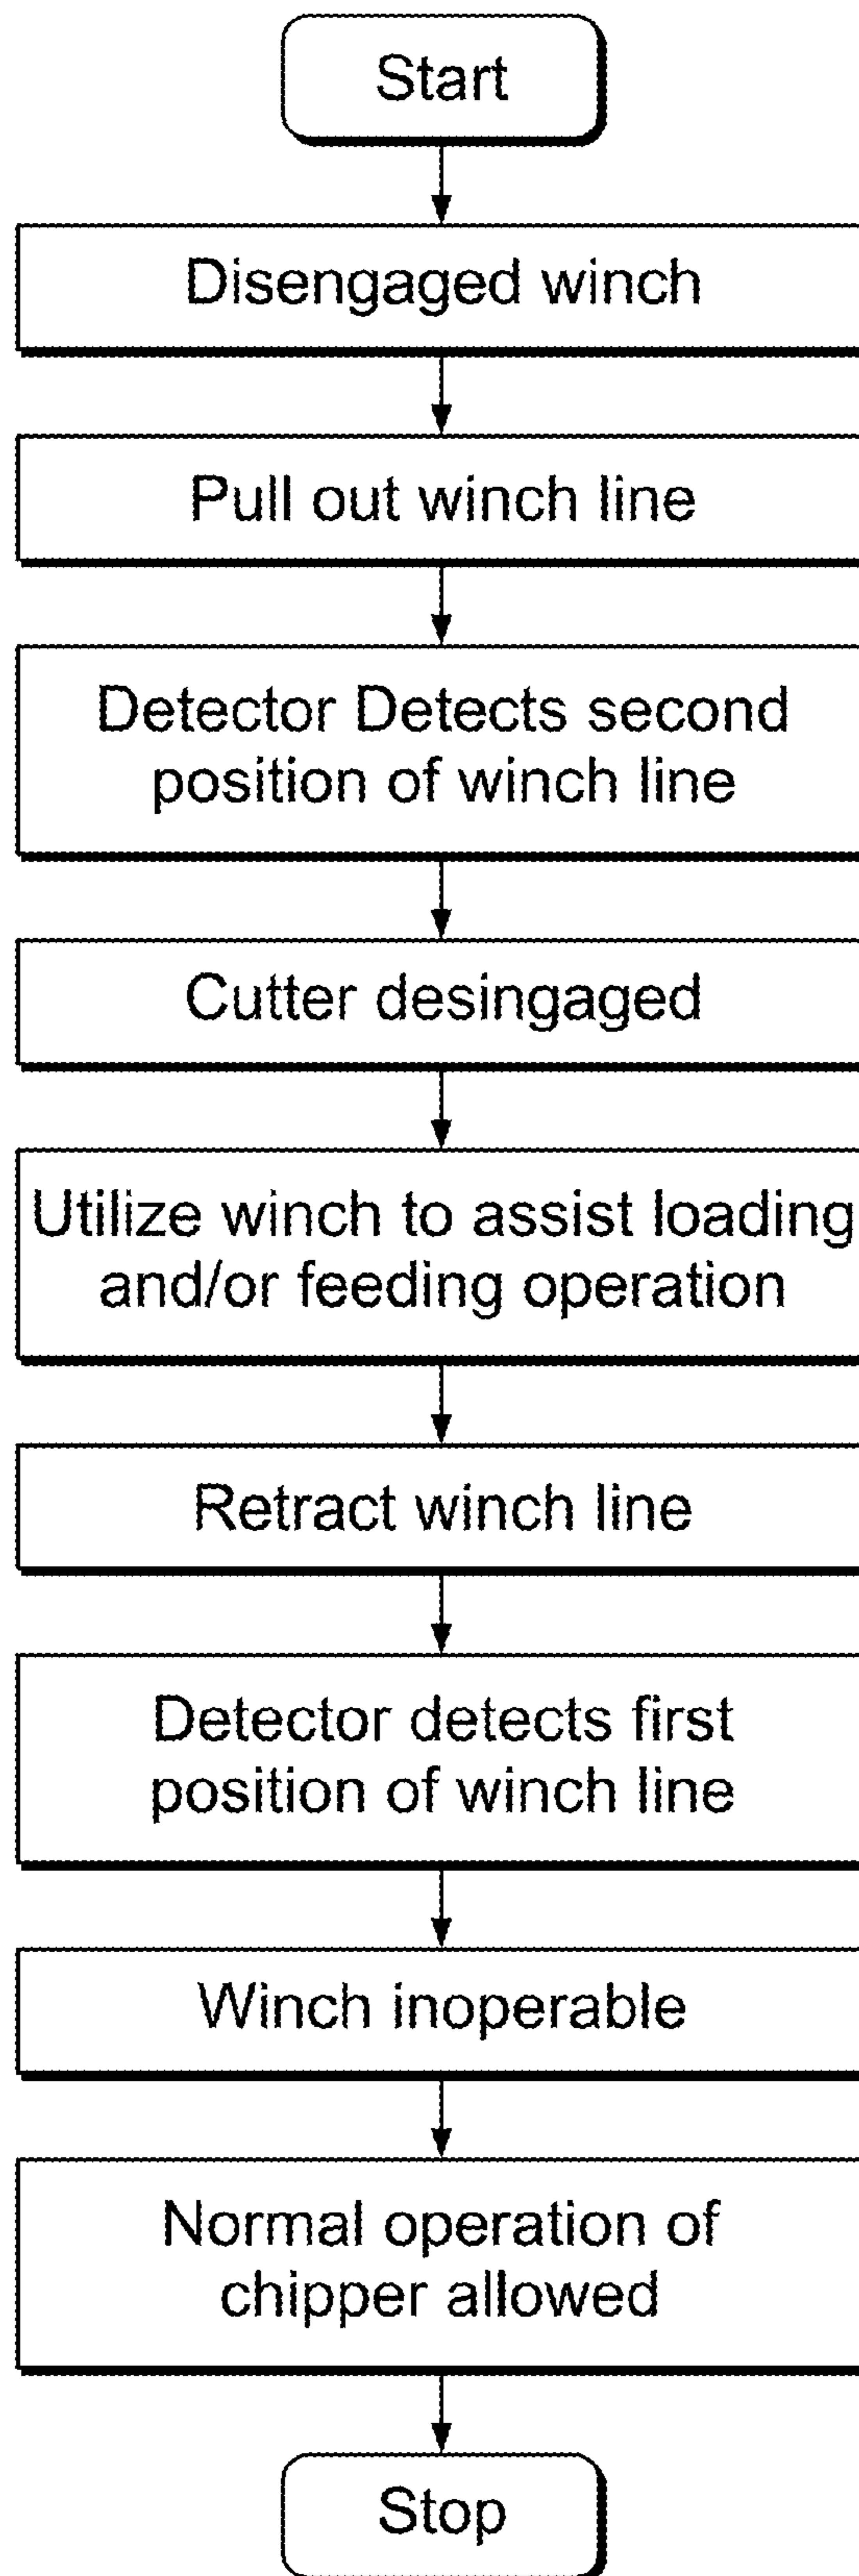 Start
Disengaged winch
Pull out winch line
Detector Detects second
position of winch line
Cutter desingaged
Utilize winch to assist loading
and/or feeding operation
Retract winch line
Detector detects first
position of winch line
Winch inoperable
Normal operation of
chipper allowed
Stop